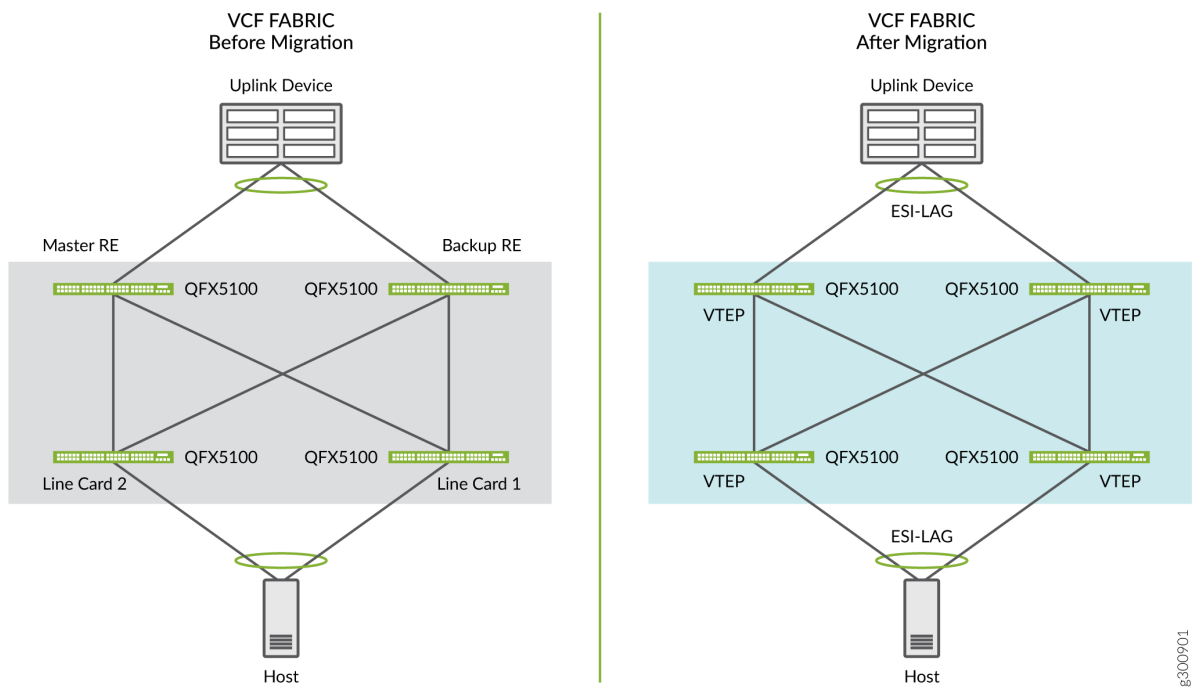 VCF FABRIC
Before Migration
Uplink Device
Master RE
Backup RE
QFX5100
QFX5100
QFX5100
QFX5100
Line Card 2
Line Card 1
Host
VCF FABRIC
After Migration
Uplink Device
ESI-LAG
QFX5100
QFX5100
VTEP
VTEP
QFX5100
QFX5100
VTEP
VTEP
ESI-LAG
Host
g300901